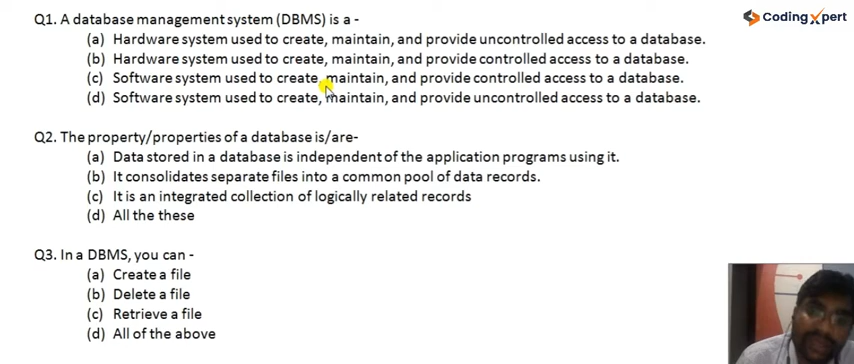 Coding Xpert
Q1. A database management system (DBMS) is a -
(a) Hardware system used to create, maintain, and provide uncontrolled access to a database.
(b) Hardware system used to create, maintain, and provide controlled access to a database.
(c) Software system used to create, maintain, and provide controlled access to a database.
(d) Software system used to create, maintain, and provide uncontrolled access to a database.
Q2. The property/properties of a database is/are-
(a) Data stored in a database is independent of the application programs using it.
(b) It consolidates separate files into a common pool of data records.
(c) It is an integrated collection of logically related records
(d) All the these
Q3. In a DBMS, you can -
(a) Create a file
(b) Delete a file
(c) Retrieve a file
(d) All of the above